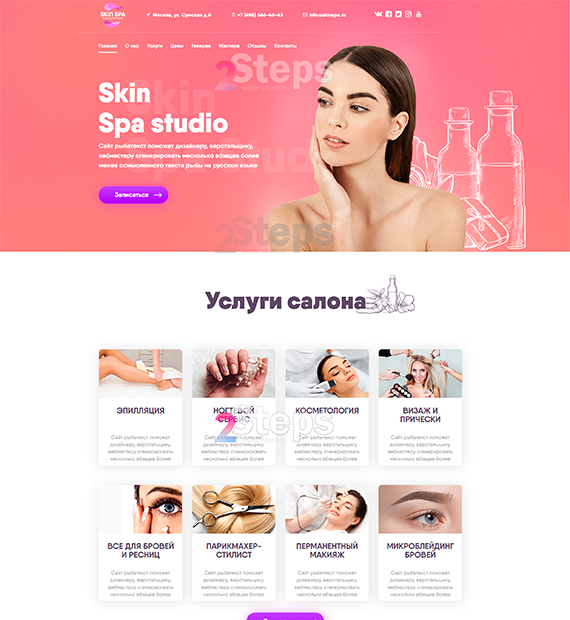 SKIN SPA
Москва, ул. Сумская д.6
+7 (496) 566-46-63
info@skinspa.ru
Главная О нас Услуги Цены Галерея Мастера Отзывы Контакты
2Steps
web studio
Skin
Spa studio
Сайт рыбатекст поможет дизайнеру, верстальщику,
вебмастеру сгенерировать несколько абзацев более
менее осмысленного текста рыбы на русском языке
Записаться
2Steps
Услуги салона
ЭПИЛЯЦИЯ
Сайт рыбатекст поможет
дизайнеру, верстальщику,
вебмастеру сгенерировать
несколько абзацев более
НОГТЕВОЙ
СЕРВИС
Сайт рыбатекст поможет
дизайнеру, верстальщику,
вебмастеру сгенерировать
несколько абзацев более
КОСМЕТОЛОГИЯ
Сайт рыбатекст поможет
дизайнеру, верстальщику,
вебмастеру сгенерировать
несколько абзацев более
ВИЗАЖ И
ПРИЧЕСКИ
Сайт рыбатекст поможет
дизайнеру, верстальщику,
вебмастеру сгенерировать
несколько абзацев более
2Steps
ВСЕ ДЛЯ БРОВЕЙ
И РЕСНИЦ
Сайт рыбатекст поможет
дизайнеру, верстальщику,
вебмастеру сгенерировать
несколько абзацев более
ПАРИКМАХЕР-
СТИЛИСТ
Сайт рыбатекст поможет
дизайнеру, верстальщику,
вебмастеру сгенерировать
несколько абзацев более
ПЕРМАНЕНТНЫЙ
МАКИЯЖ
Сайт рыбатекст поможет
дизайнеру, верстальщику,
вебмастеру сгенерировать
несколько абзацев более
МИКРОБЛЕЙДИНГ
БРОВЕЙ
Сайт рыбатекст поможет
дизайнеру, верстальщику,
вебмастеру сгенерировать
несколько абзацев более